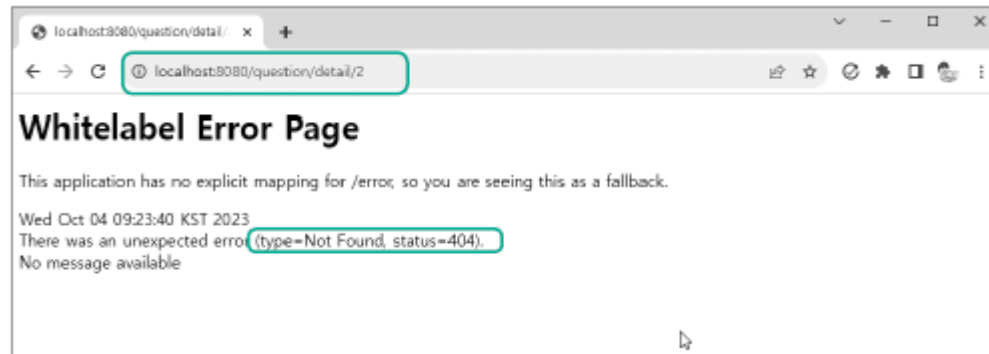 localhost:8080/question/detail/
localhost:8080/question/detail/2
Whitelabel Error Page
This application has no explicit mapping for /error, so you are seeing this as a fallback.
Wed Oct 04 09:23:40 KST 2023
There was an unexpected error (type=Not Found, status=404).
No message available